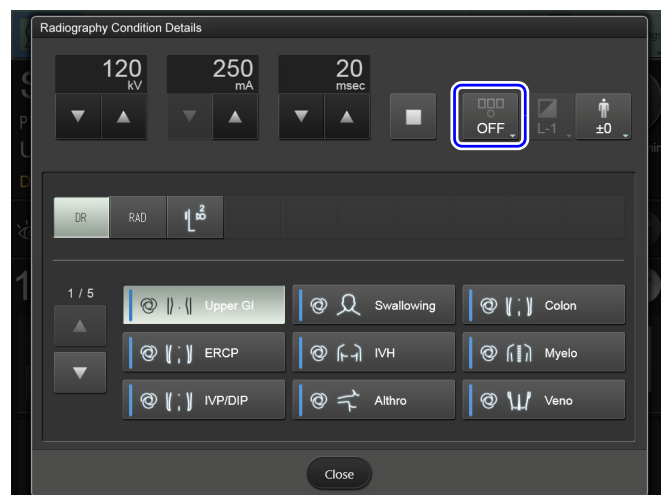 Radiography Condition Details
120 250 20
kV mA msec
OFF L-1 ±0
DR RAD 2
1 / 5
Upper GI Swallowing Colon
ERCP IVH Myelo
IVP/DIP Althro Veno
Close